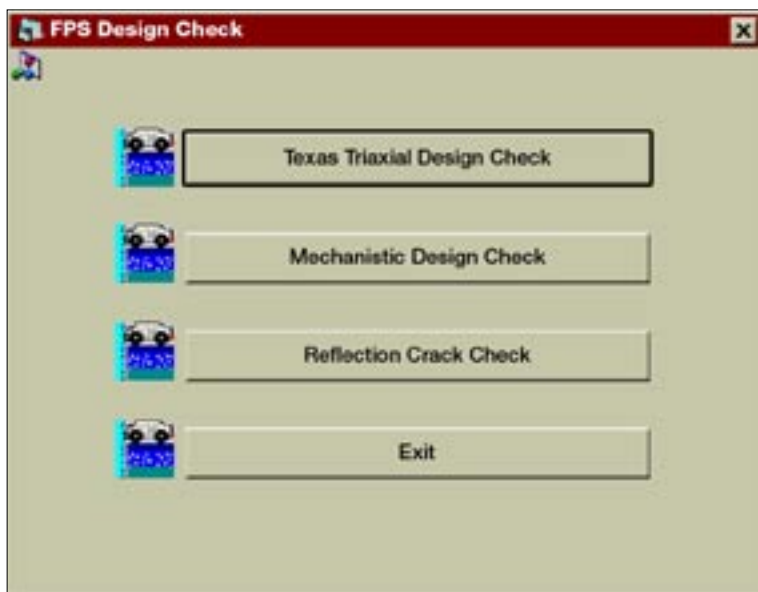 FPS Design Check
Texas Triaxial Design Check
Mechanistic Design Check
Reflection Crack Check
Exit